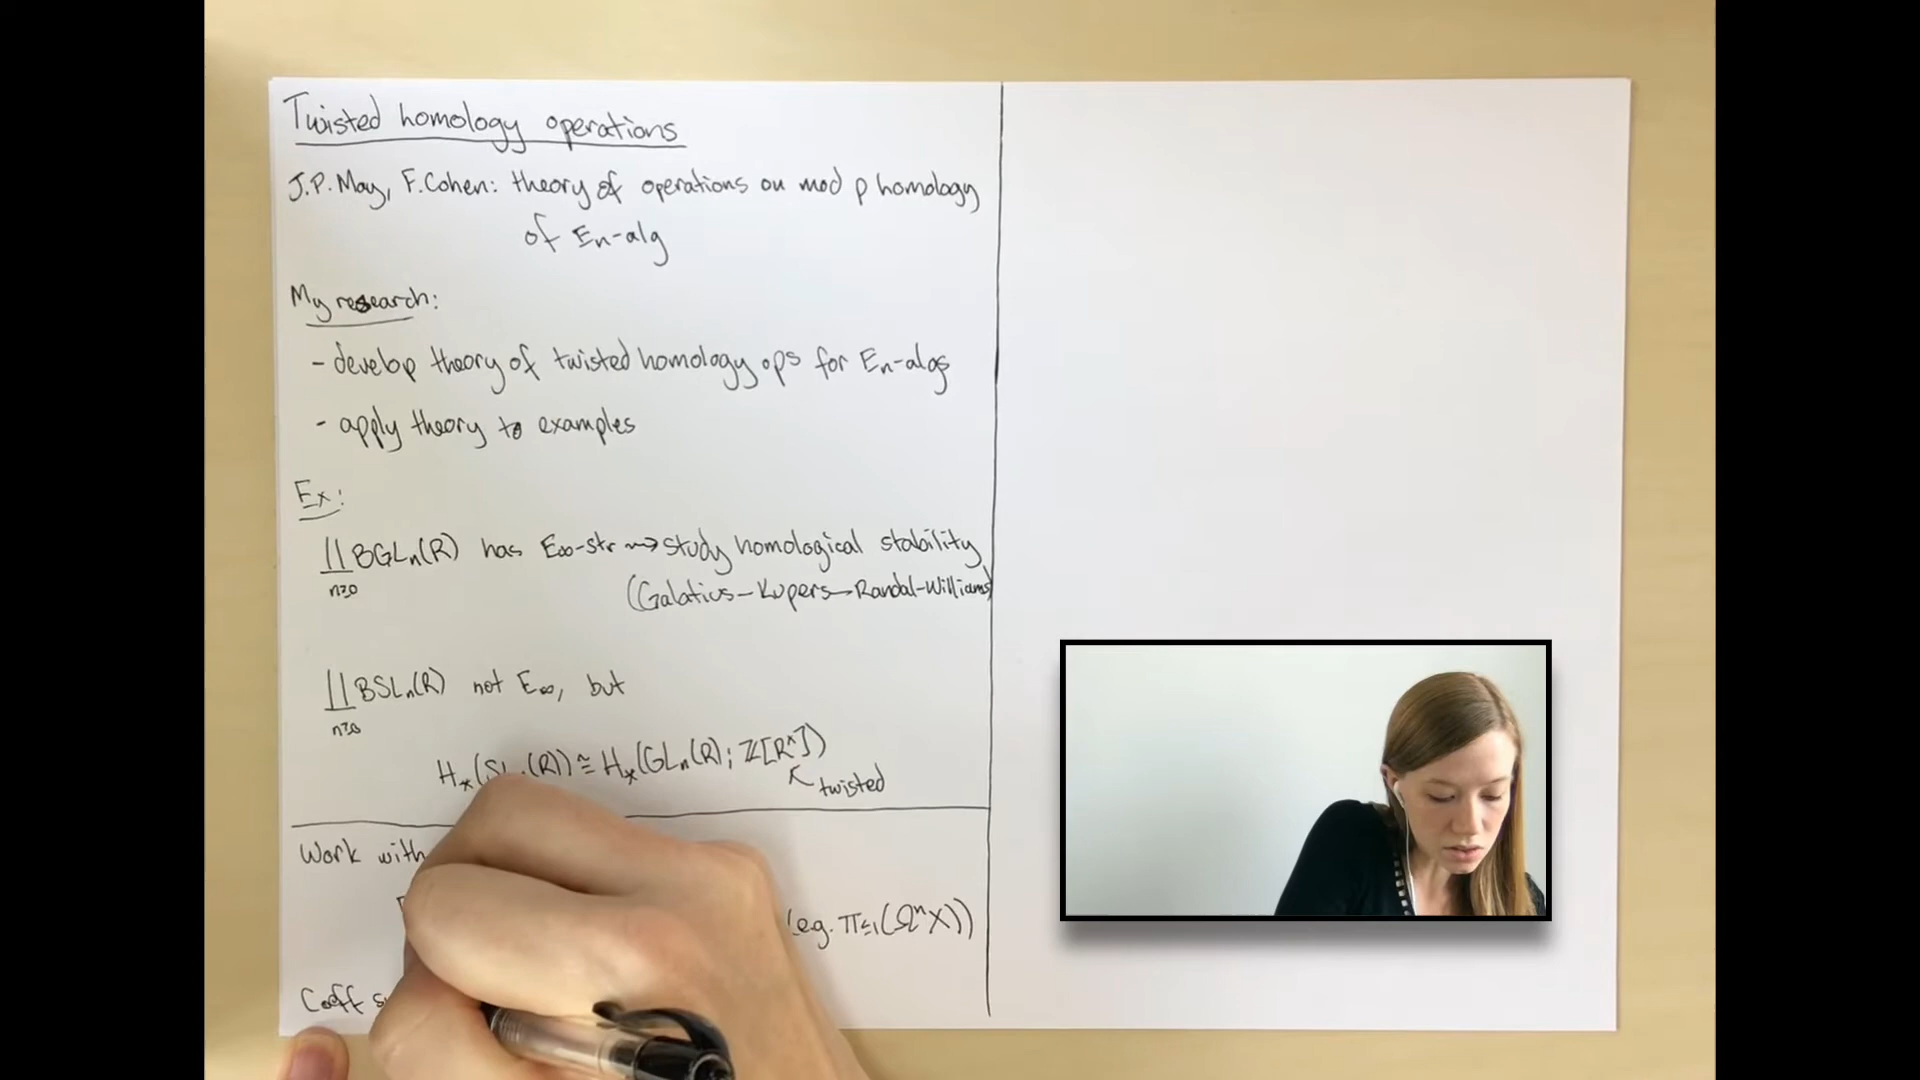 Twisted homology operations
J.P. May, F. Cohen: theory of operations on mod p homology
of En-alg
My research:
- develop theory of twisted homology ops for En-algs
- apply theory to examples
Ex:
∐ BGLn(R) has E∞-str ⇝ study homological stability
n≥0
(Galatius-Kupers-Randal-Williams)
∐ BSLn(R) not E∞, but
n≥0
H*(SLn(R)) ≅ H*(GLn(R); ℤ[R×])
↖ twisted
Work with
(eg. π≤1(ΩⁿX))
Coeff